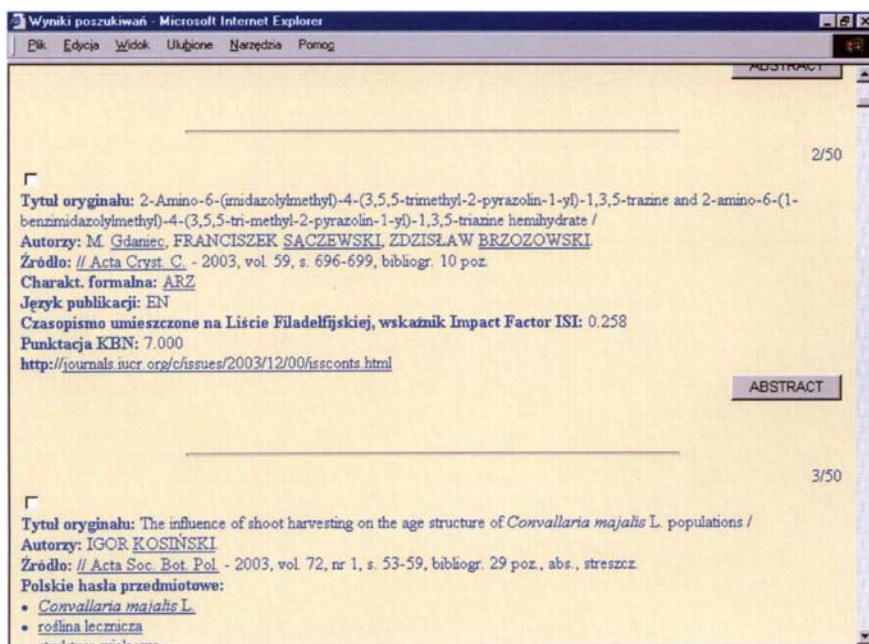 Wyniki poszukiwań - Microsoft Internet Explorer
Plik Edycja Widok Ulubione Narzędzia Pomoc
ABSTRACT
2/50
Tytuł oryginału: 2-Amino-6-(imidazolylmethyl)-4-(3,5,5-trimethyl-2-pyrazolin-1-yl)-1,3,5-trazine and 2-amino-6-(1-
benzimidazolylmethyl)-4-(3,5,5-tri-methyl-2-pyrazolin-1-yl)-1,3,5-triazine hemihydrate /
Autorzy: M. Gdaniec, FRANCISZEK SĄCZEWSKI, ZDZISŁAW BRZOZOWSKI.
Źródło: // Acta Cryst. C. - 2003, vol. 59, s. 696-699, bibliogr. 10 poz.
Charakt. formalna: ARZ
Język publikacji: EN
Czasopismo umieszczone na Liście Filadelfijskiej, wskaźnik Impact Factor ISI: 0.258
Punktacja KBN: 7.000
http://journals.iucr.org/c/issues/2003/12/00/issconts.html
ABSTRACT
3/50
Tytuł oryginału: The influence of shoot harvesting on the age structure of Convallaria majalis L. populations /
Autorzy: IGOR KOSIŃSKI.
Źródło: // Acta Soc. Bot. Pol. - 2003, vol. 72, nr 1, s. 53-59, bibliogr. 29 poz., abs., streszcz.
Polskie hasła przedmiotowe:
• Convallaria majalis L.
• roślina lecznicza